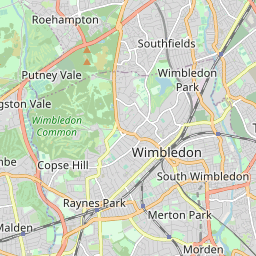 Roehampton
Southfields
Putney Vale
Wimbledon
Park
gston Vale
Wimbledon
Common
Wimbledon
mbe
Copse Hill
South Wimbledon
Raynes Park
Merton Park
Malden
Morden
T